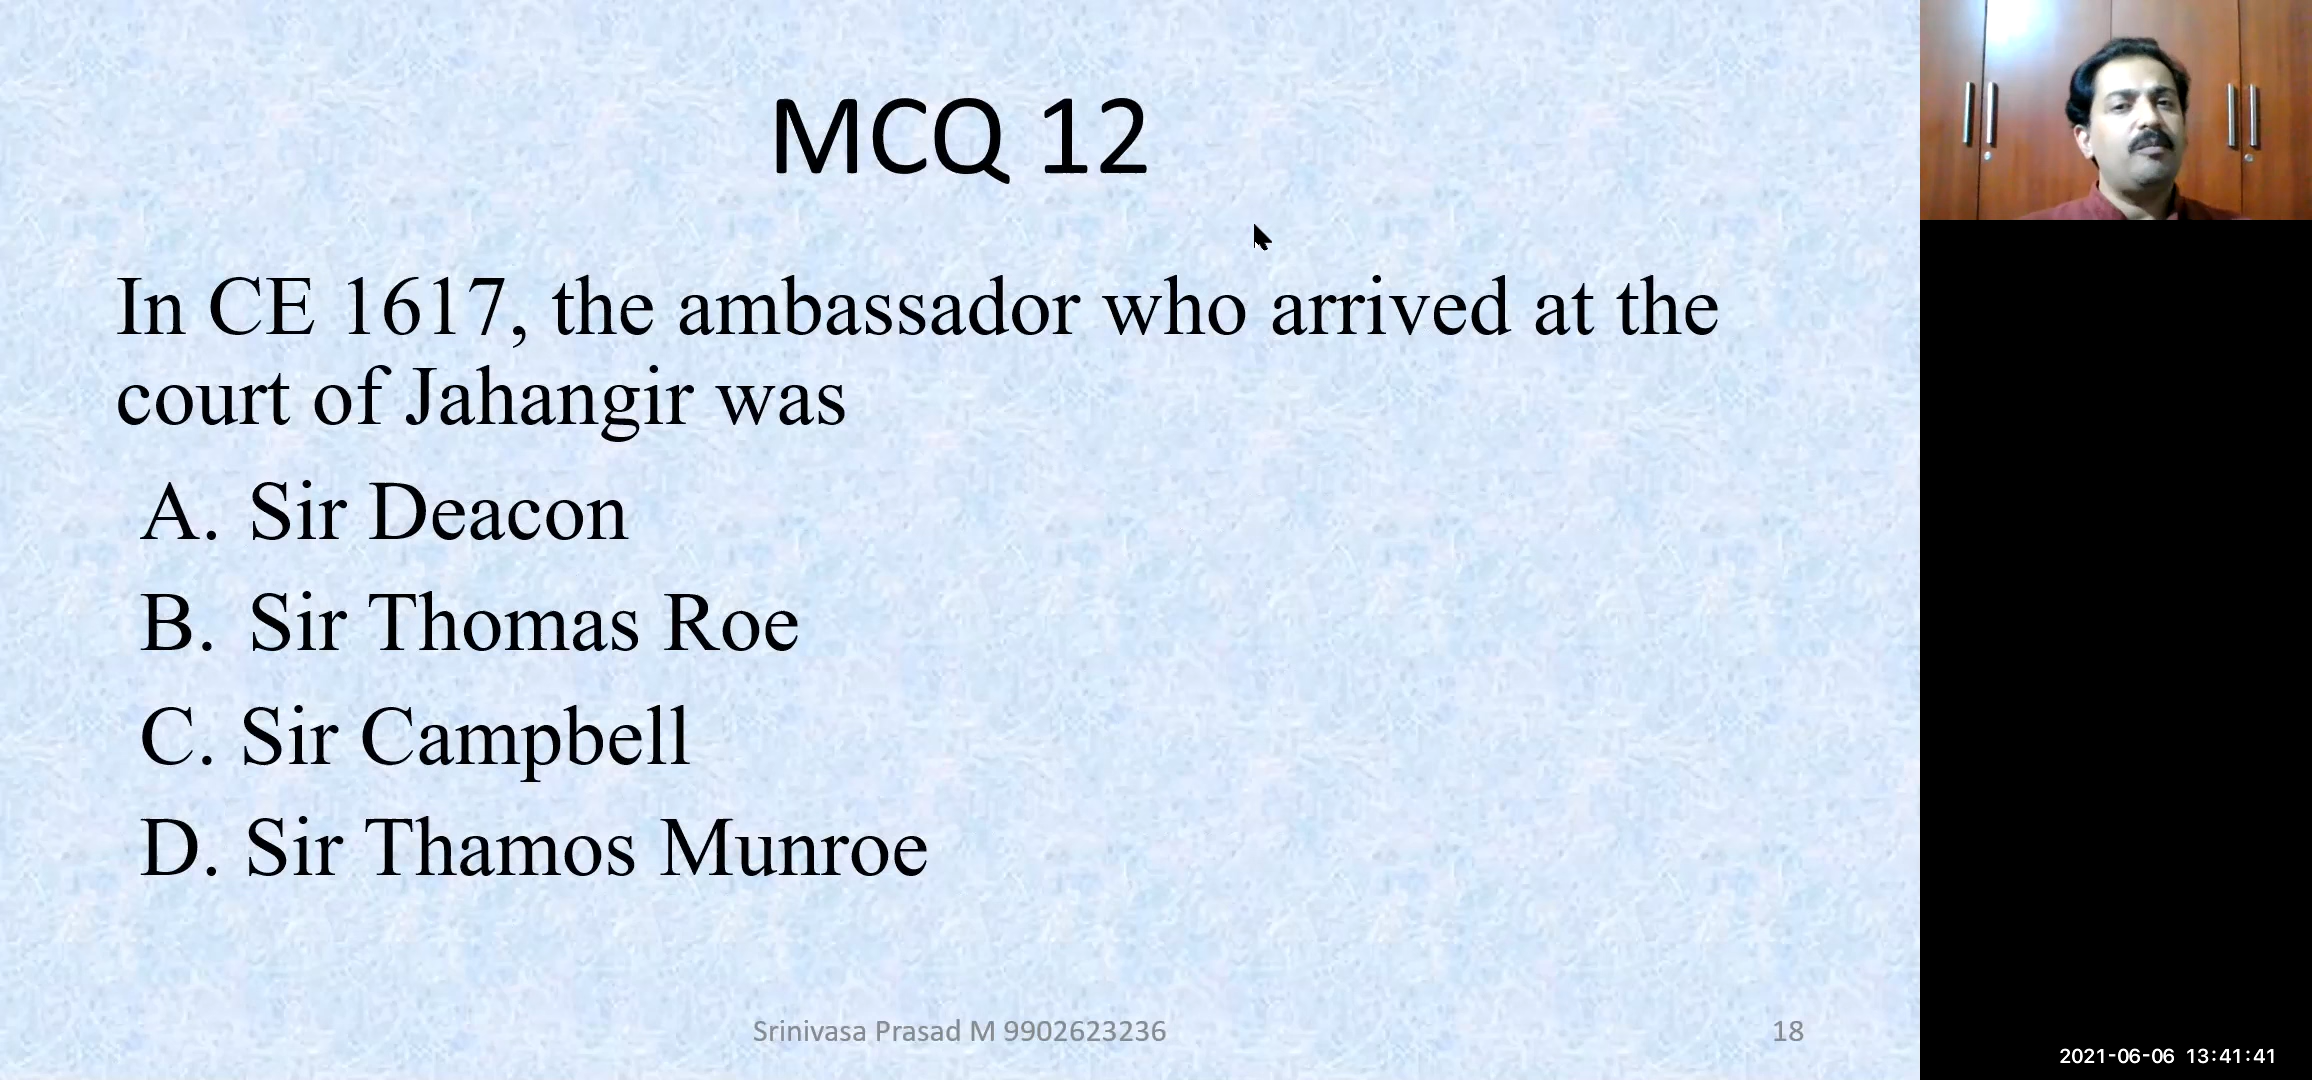 MCQ 12
In CE 1617, the ambassador who arrived at the
court of Jahangir was
A. Sir Deacon
B. Sir Thomas Roe
C. Sir Campbell
D. Sir Thamos Munroe
Srinivasa Prasad M 9902623236
18
2021-06-06 13:41:41